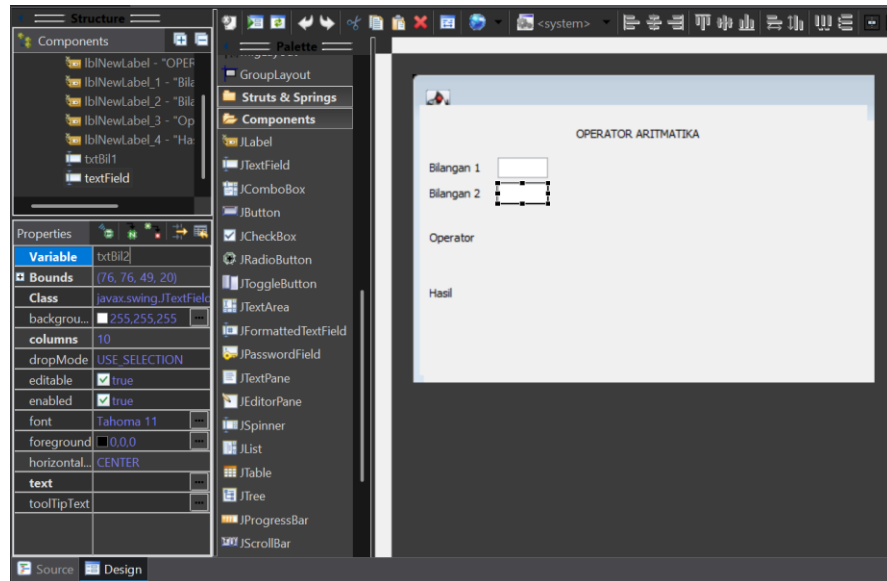 Structure
Components
lblNewLabel - "OPER
lblNewLabel_1 - "Bila
lblNewLabel_2 - "Bila
lblNewLabel_3 - "Op
lblNewLabel_4 - "Ha
txtBil1
textField
Properties
Variable txtBil2
Bounds (76, 76, 49, 20)
Class javax.swing.JTextField
backgrou... 255,255,255
columns 10
dropMode USE_SELECTION
editable true
enabled true
font Tahoma 11
foreground 0,0,0
horizontal... CENTER
text
toolTipText
Source Design
<system>
Palette
GroupLayout
Struts & Springs
Components
JLabel
JTextField
JComboBox
JButton
JCheckBox
JRadioButton
JToggleButton
JTextArea
JFormattedTextField
JPasswordField
JTextPane
JEditorPane
JSpinner
JList
JTable
JTree
JProgressBar
JScrollBar
OPERATOR ARITMATIKA
Bilangan 1
Bilangan 2
Operator
Hasil